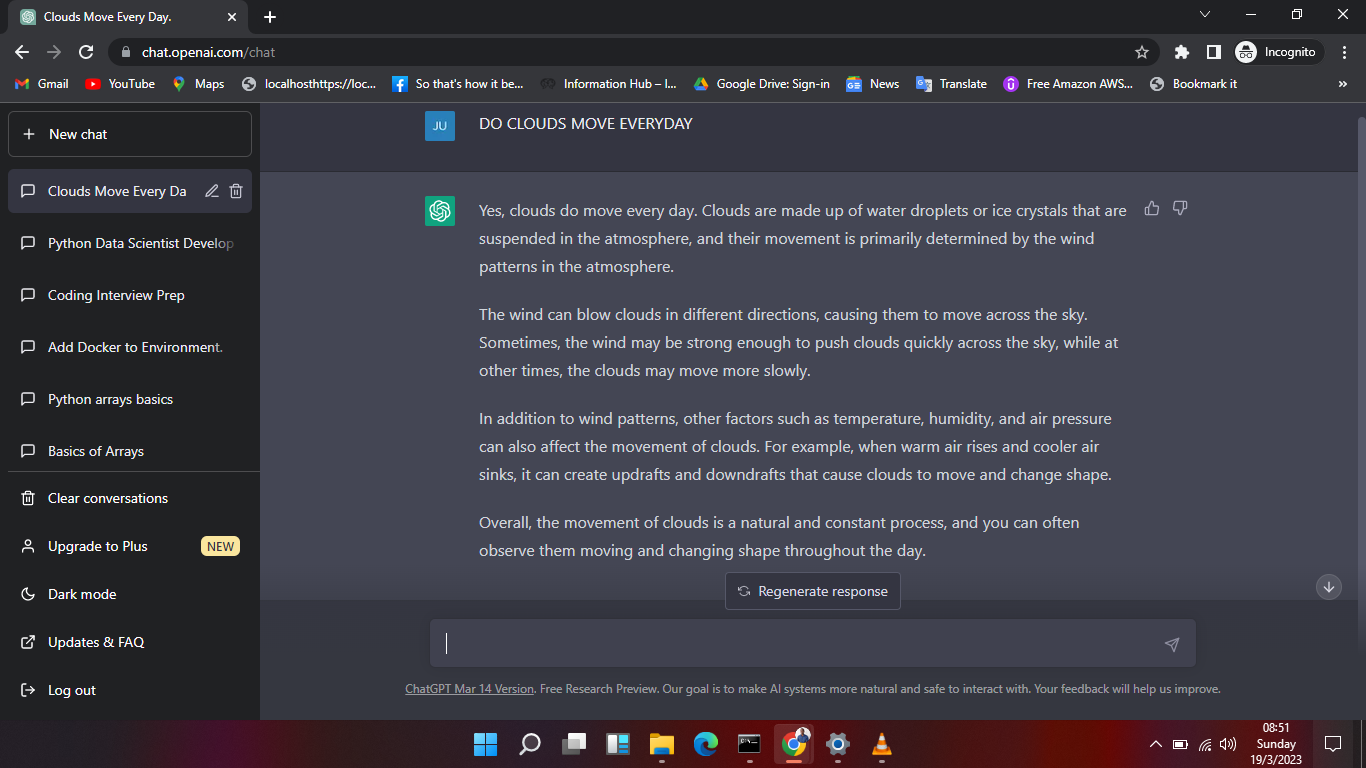 Clouds Move Every Day.
chat.openai.com/chat
Incognito
Gmail
YouTube
Maps
localhosthttps://loc...
So that's how it be...
Information Hub – I...
Google Drive: Sign-in
News
Translate
Free Amazon AWS...
Bookmark it
»
New chat
Clouds Move Every Da
Python Data Scientist Develop
Coding Interview Prep
Add Docker to Environment.
Python arrays basics
Basics of Arrays
Clear conversations
Upgrade to Plus NEW
Dark mode
Updates & FAQ
Log out
JU
DO CLOUDS MOVE EVERYDAY
Yes, clouds do move every day. Clouds are made up of water droplets or ice crystals that are
suspended in the atmosphere, and their movement is primarily determined by the wind
patterns in the atmosphere.
The wind can blow clouds in different directions, causing them to move across the sky.
Sometimes, the wind may be strong enough to push clouds quickly across the sky, while at
other times, the clouds may move more slowly.
In addition to wind patterns, other factors such as temperature, humidity, and air pressure
can also affect the movement of clouds. For example, when warm air rises and cooler air
sinks, it can create updrafts and downdrafts that cause clouds to move and change shape.
Overall, the movement of clouds is a natural and constant process, and you can often
observe them moving and changing shape throughout the day.
Regenerate response
ChatGPT Mar 14 Version. Free Research Preview. Our goal is to make AI systems more natural and safe to interact with. Your feedback will help us improve.
08:51
Sunday
19/3/2023